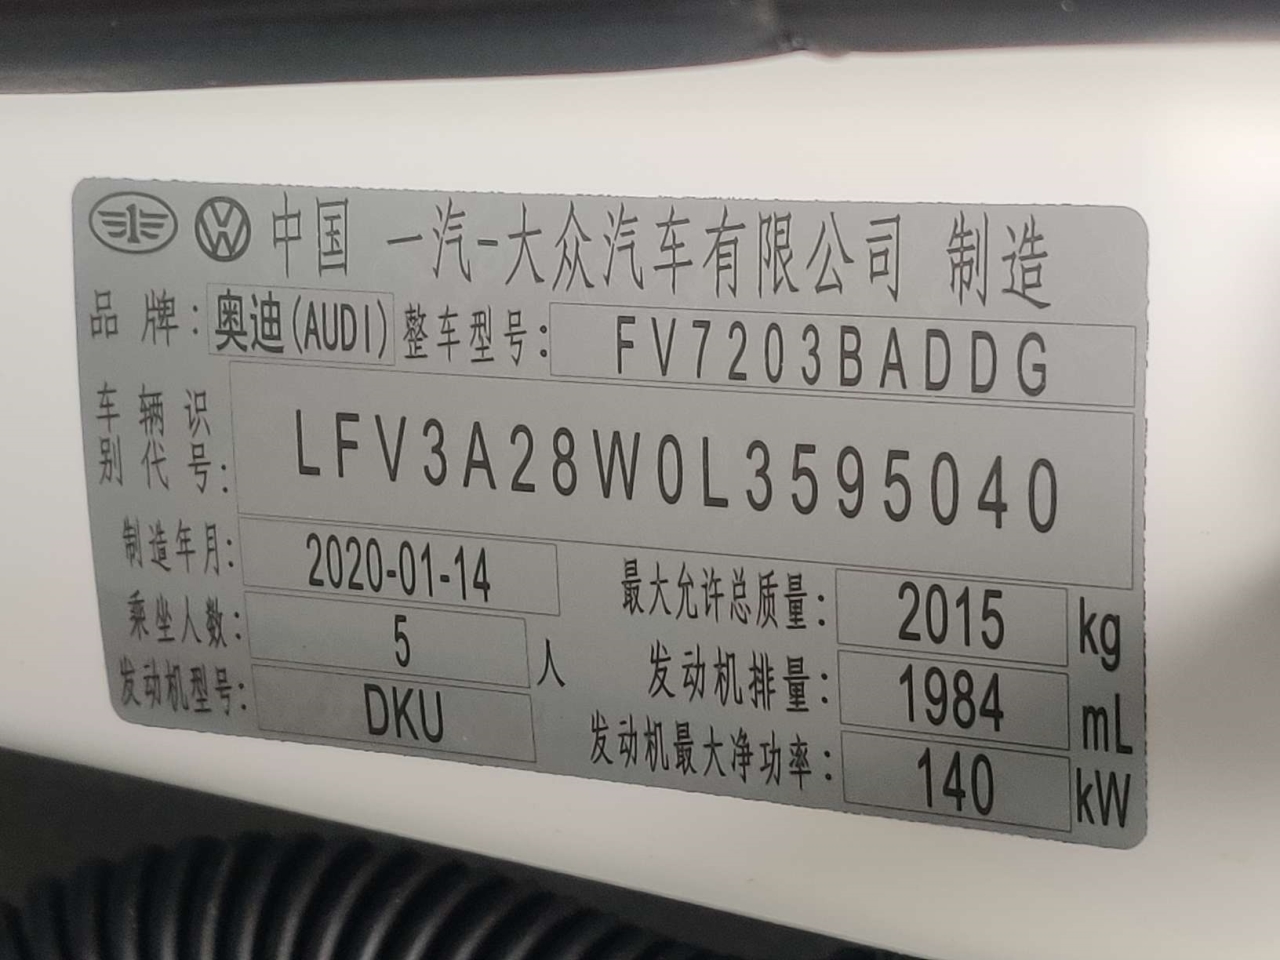 中国 一汽-大众汽车有限公司 制造
品牌: 奥迪(AUDI) 整车型号: FV7203BADDG
车辆识别代号: LFV3A28W0L3595040
制造年月: 2020-01-14
最大允许总质量: 2015 kg
乘坐人数: 5 人
发动机排量: 1984 mL
发动机型号: DKU
发动机最大净功率: 140 kW